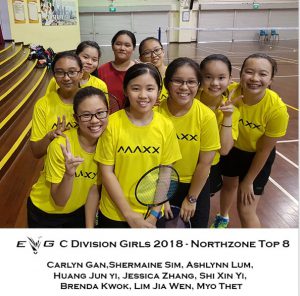 MAXX
MAXX
MAXX
MAXX
MAXX
EVG C Division Girls 2018 - Northzone Top 8
Carlyn Gan,Shermaine Sim, Ashlynn Lum,
Huang Jun yi, Jessica Zhang, Shi Xin Yi,
Brenda Kwok, Lim Jia Wen, Myo Thet